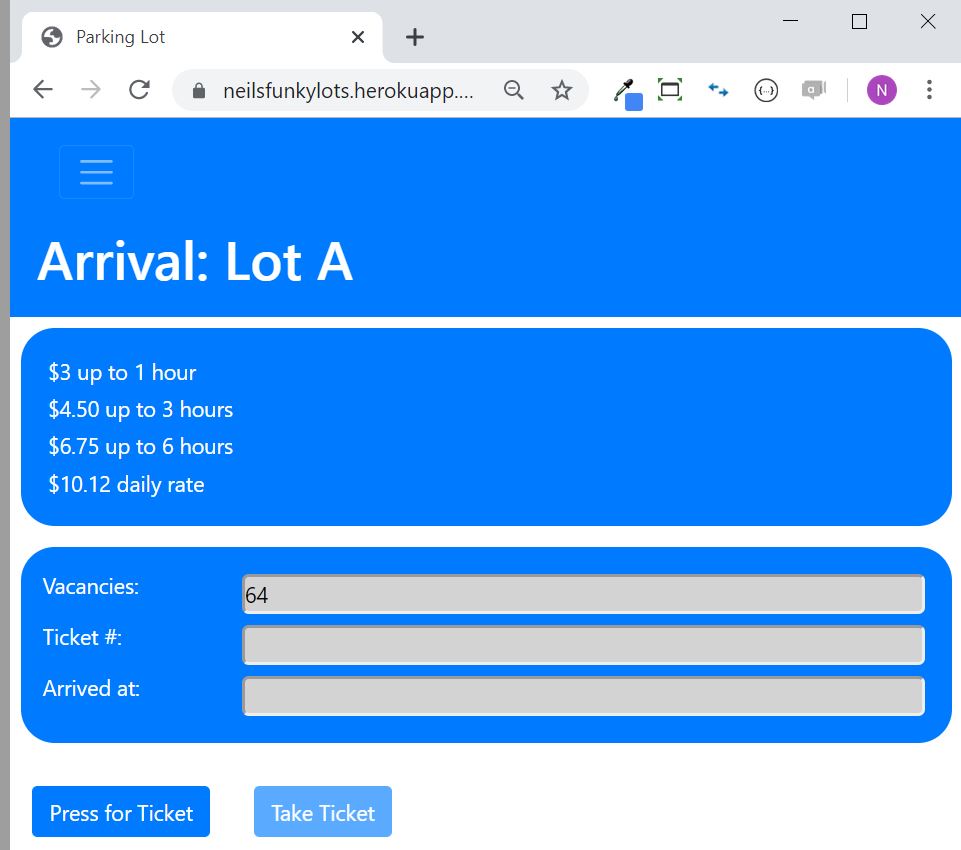 Parking Lot
neilsfunkylots.herokuapp....
N
Arrival: Lot A
$3 up to 1 hour
$4.50 up to 3 hours
$6.75 up to 6 hours
$10.12 daily rate
Vacancies: 64
Ticket #:
Arrived at:
Press for Ticket Take Ticket